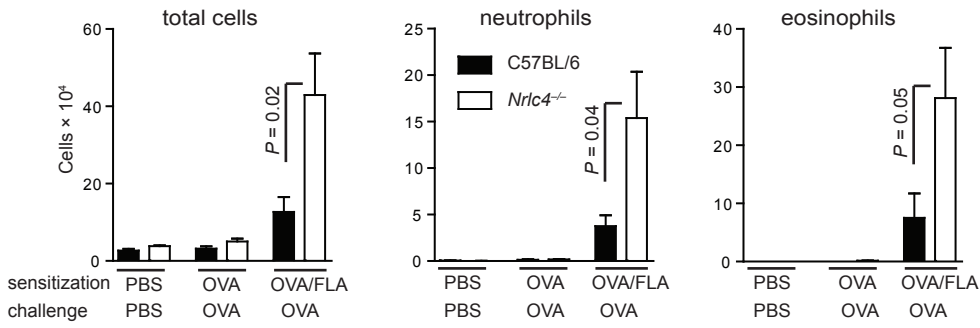 total cells
neutrophils
eosinophils
Cells × 10⁴
60
40
20
0
P = 0.02
25
20
15
10
5
0
C57BL/6
Nrlc4⁻/⁻
P = 0.04
40
30
20
10
0
P = 0.05
sensitization PBS OVA OVA/FLA PBS OVA OVA/FLA PBS OVA OVA/FLA
challenge PBS OVA OVA PBS OVA OVA PBS OVA OVA